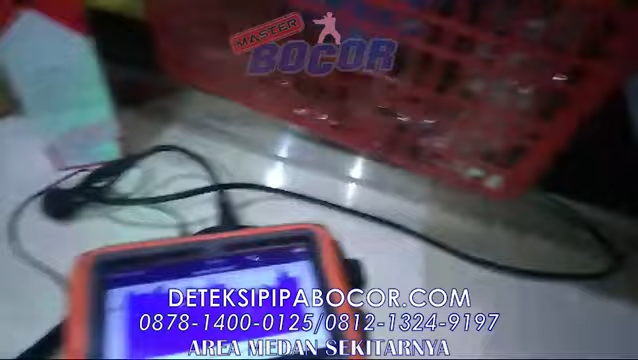 MASTER
BOCOR
DETEKSIPIPABOCOR.COM
0878-1400-0125/0812-1324-9197
AREA MEDAN SEKITARNYA